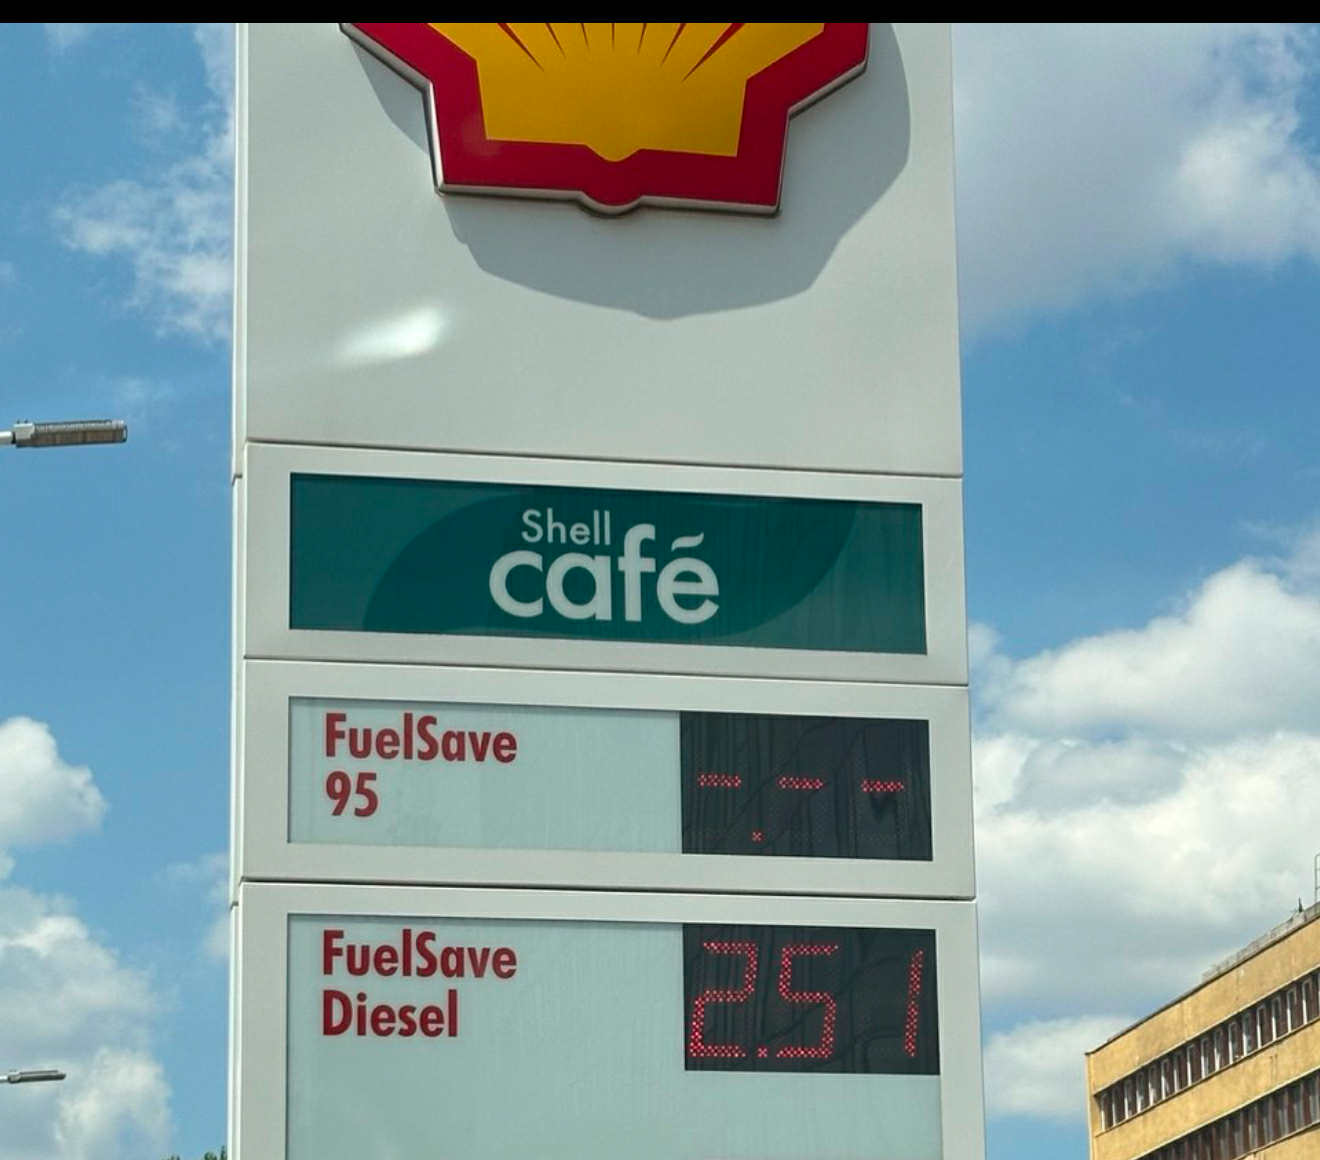 Shell
café
FuelSave
95
-.--
FuelSave
Diesel
2.51